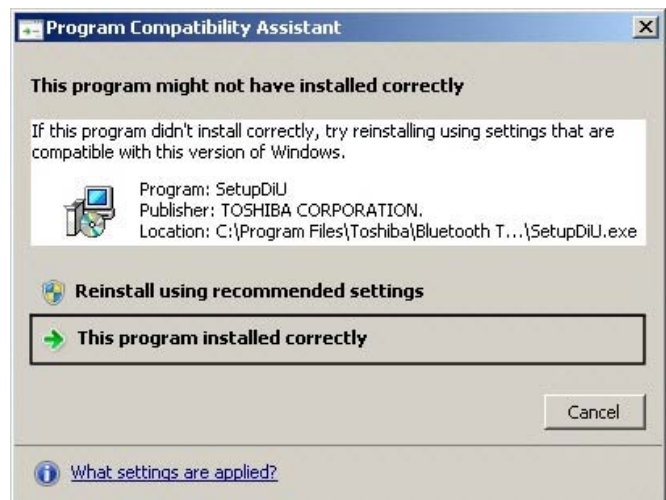 Program Compatibility Assistant
This program might not have installed correctly
If this program didn't install correctly, try reinstalling using settings that are
compatible with this version of Windows.
Program: SetupDiU
Publisher: TOSHIBA CORPORATION.
Location: C:\Program Files\Toshiba\Bluetooth T...\SetupDiU.exe
Reinstall using recommended settings
This program installed correctly
Cancel
What settings are applied?